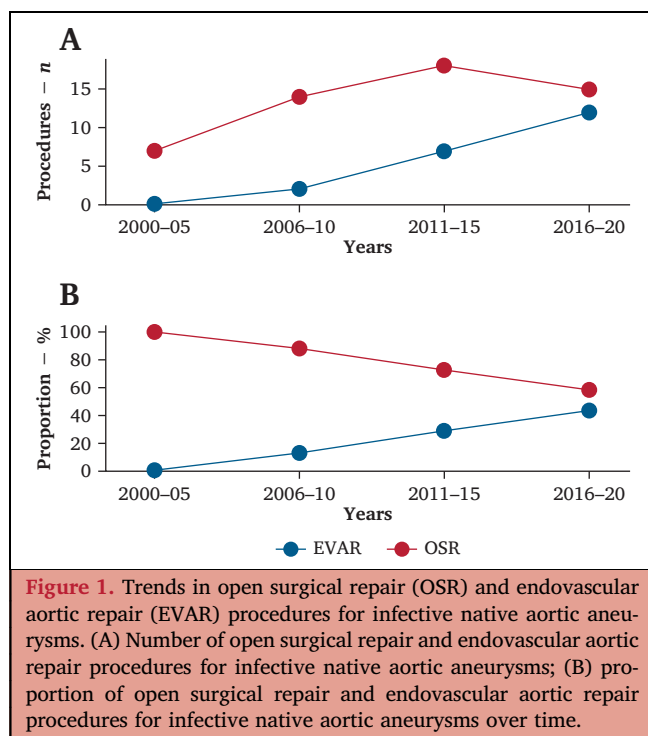 A
Procedures – n
15
10
5
0
2000–05 2006–10 2011–15 2016–20
Years
B
Proportion – %
100
80
60
40
20
0
2000–05 2006–10 2011–15 2016–20
Years
EVAR OSR
Figure 1. Trends in open surgical repair (OSR) and endovascular
aortic repair (EVAR) procedures for infective native aortic aneu-
rysms. (A) Number of open surgical repair and endovascular aortic
repair procedures for infective native aortic aneurysms; (B) pro-
portion of open surgical repair and endovascular aortic repair
procedures for infective native aortic aneurysms over time.